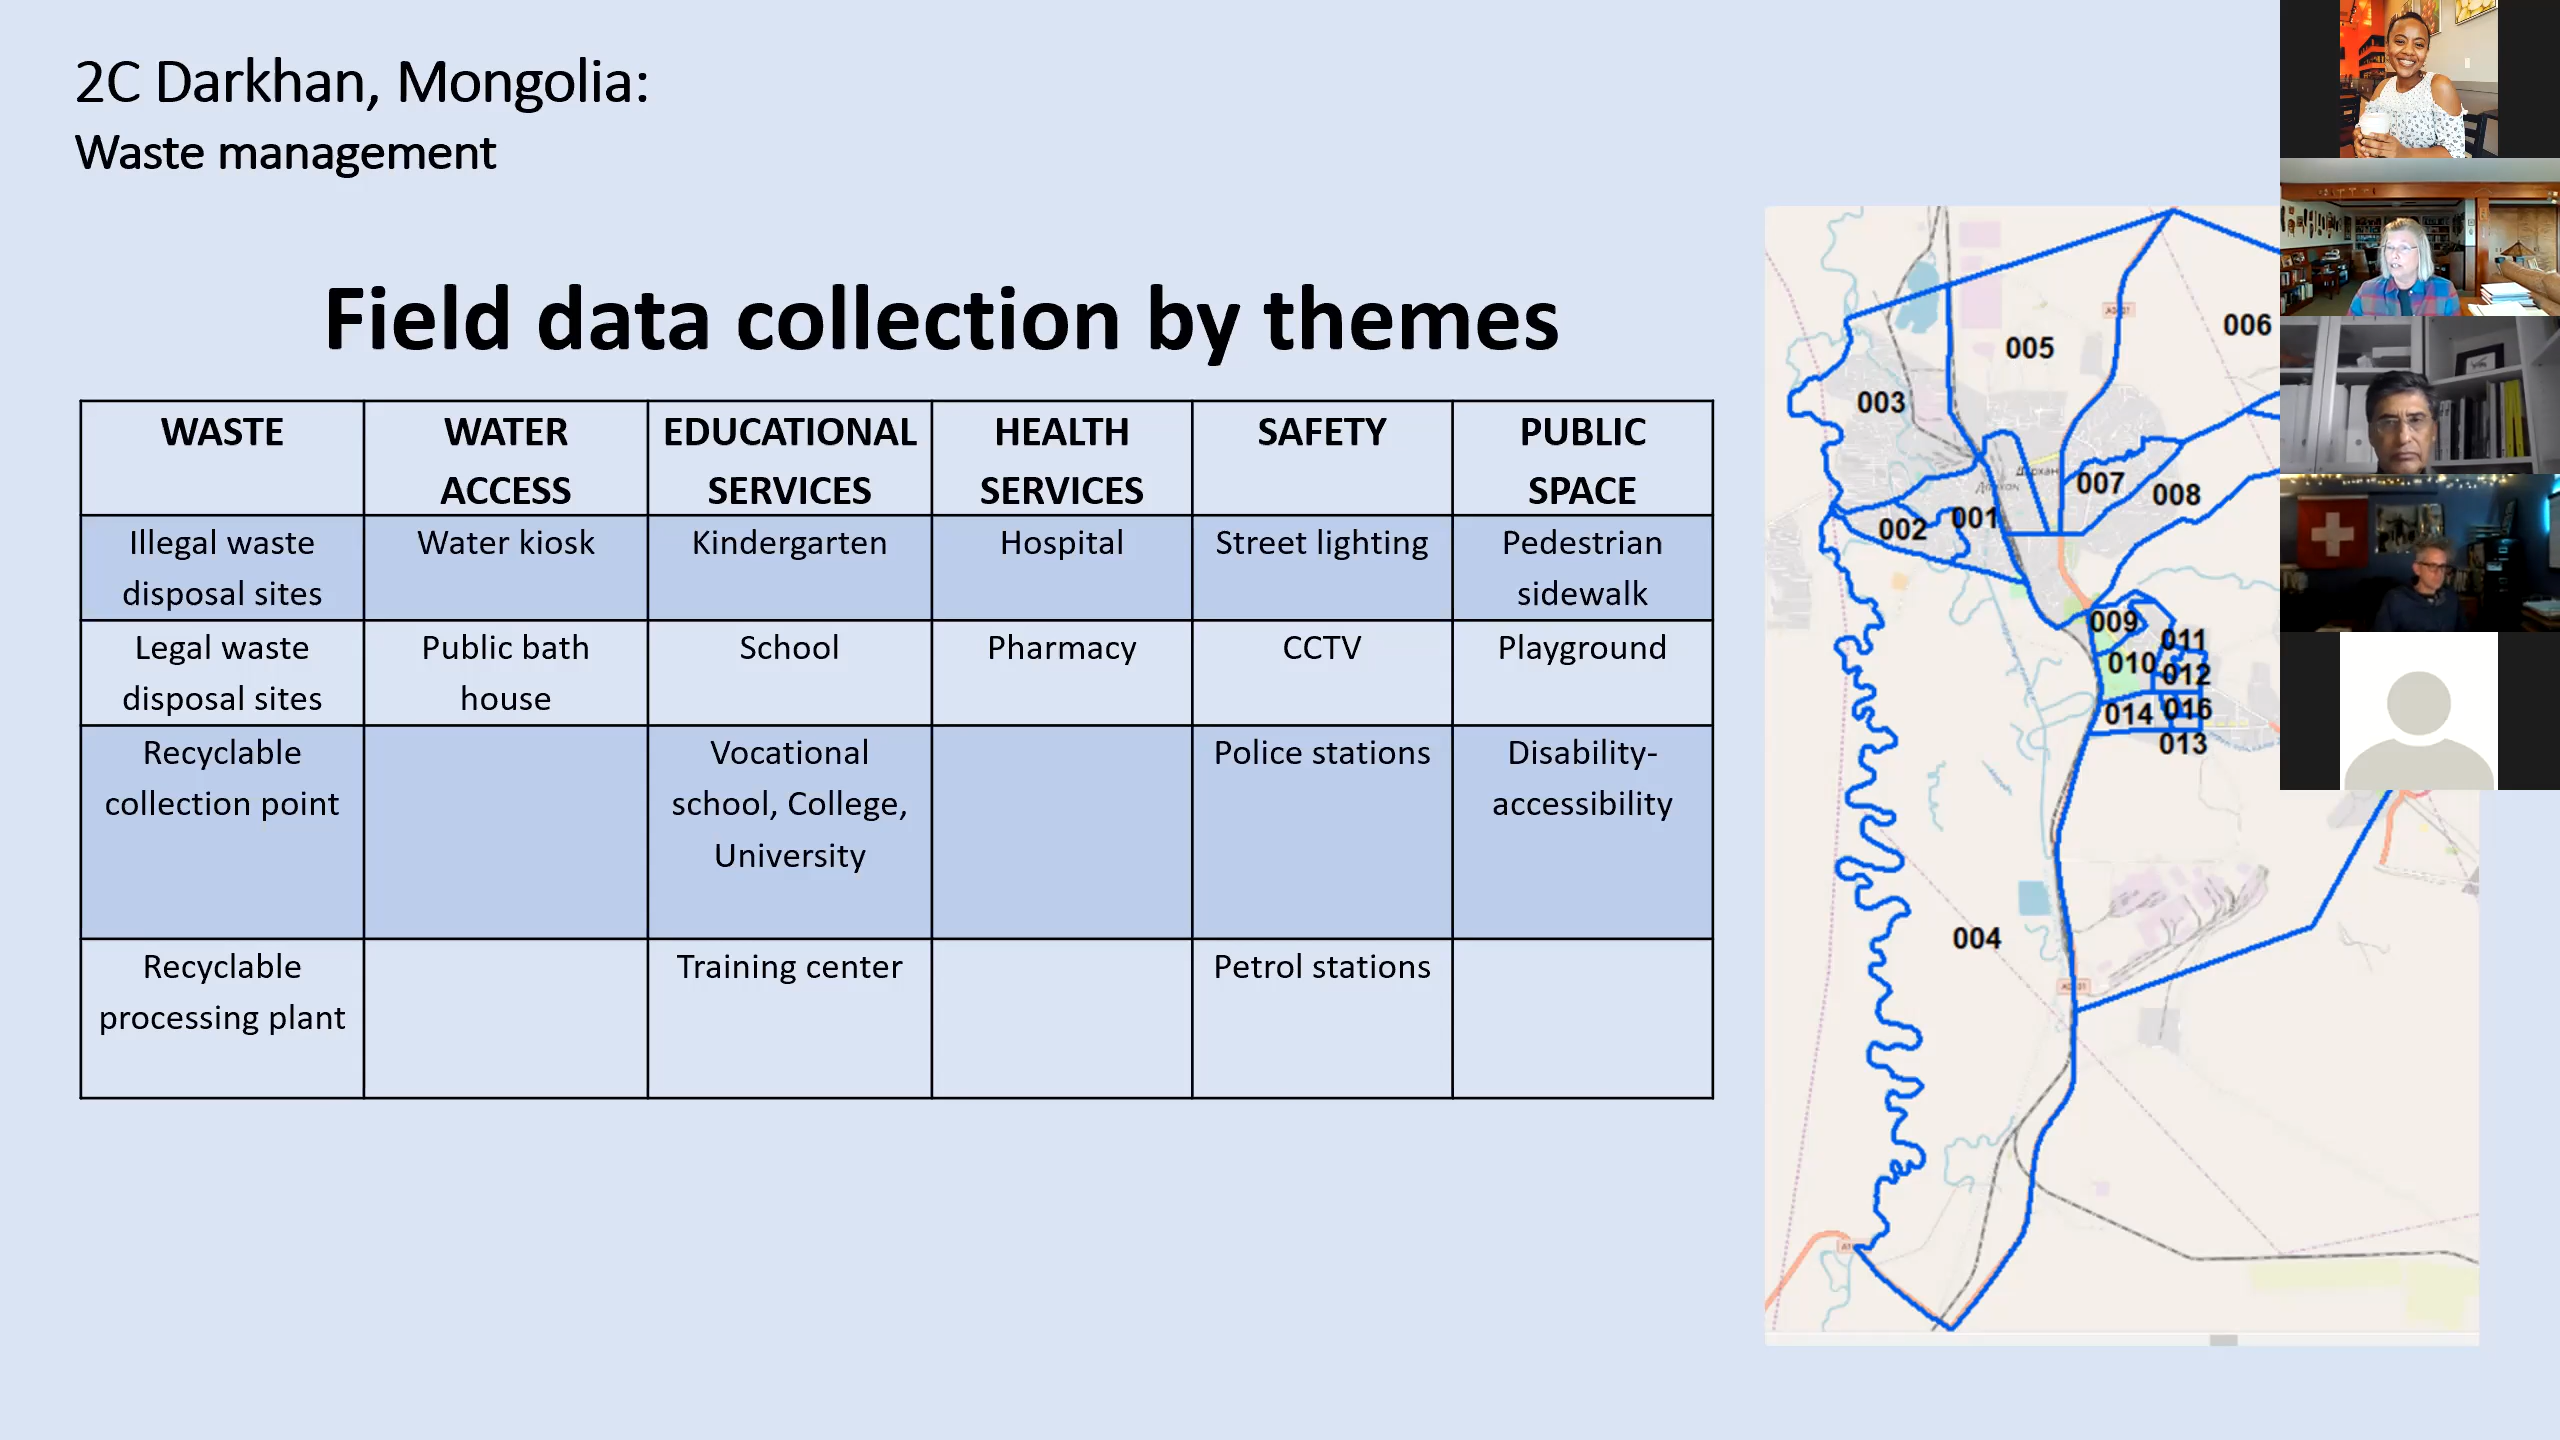 2C Darkhan, Mongolia:
Waste management
Field data collection by themes
WASTE
WATER
ACCESS
EDUCATIONAL
SERVICES
HEALTH
SERVICES
SAFETY
PUBLIC
SPACE
Illegal waste
disposal sites
Water kiosk
Kindergarten
Hospital
Street lighting
Pedestrian
sidewalk
Legal waste
disposal sites
Public bath
house
School
Pharmacy
CCTV
Playground
Recyclable
collection point
Vocational
school, College,
University
Police stations
Disability-
accessibility
Recyclable
processing plant
Training center
Petrol stations
006
005
003
007
008
001
002
009
011
010
012
014
016
013
004